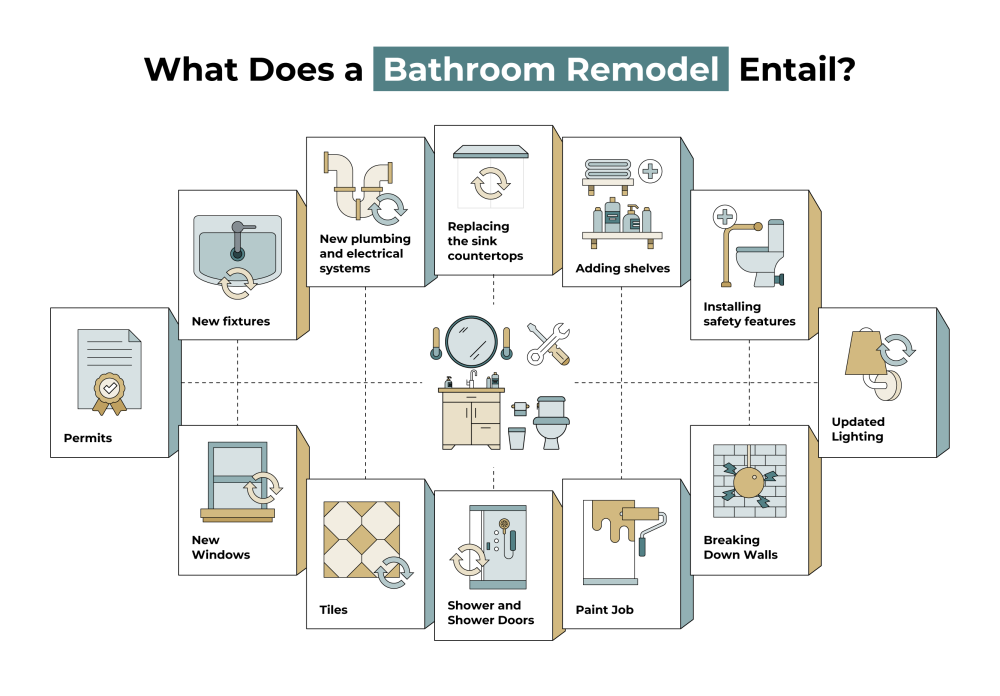 What Does a Bathroom Remodel Entail?
Permits
New fixtures
New plumbing
and electrical
systems
Replacing
the sink
countertops
Adding shelves
Installing
safety features
Updated
Lighting
New
Windows
Tiles
Shower and
Shower Doors
Paint Job
Breaking
Down Walls